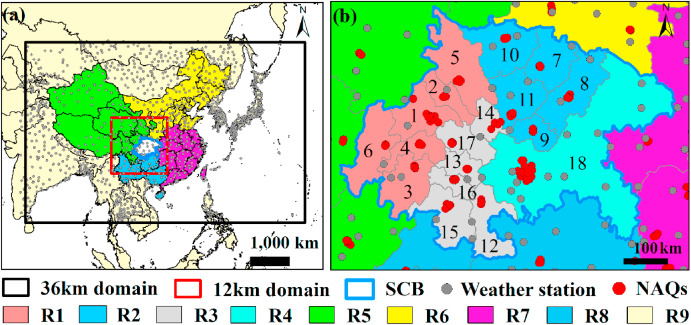 (a)
N
1,000 km
(b)
N
10
7
5
8
2
11
14
1
9
17
6
4
13
18
3
16
15
12
100 km
36km domain
12km domain
SCB
Weather station
NAQs
R1
R2
R3
R4
R5
R6
R7
R8
R9